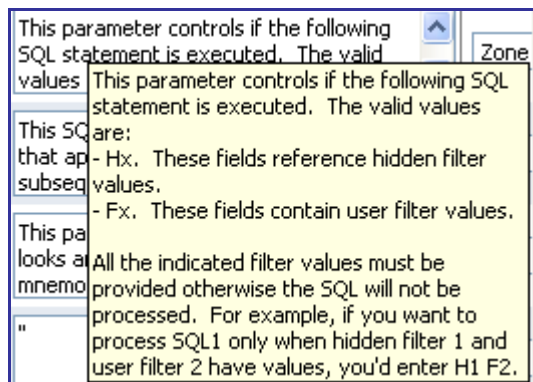 This parameter controls if the following
SQL statement is executed. The valid
values
Zone
This parameter controls if the following SQL
statement is executed. The valid values
are:
- Hx. These fields reference hidden filter
values.
- Fx. These fields contain user filter values.
All the indicated filter values must be
provided otherwise the SQL will not be
processed. For example, if you want to
process SQL1 only when hidden filter 1 and
user filter 2 have values, you'd enter H1 F2.
This SQ
that ap
subseq
This pa
looks a
mnemo
"